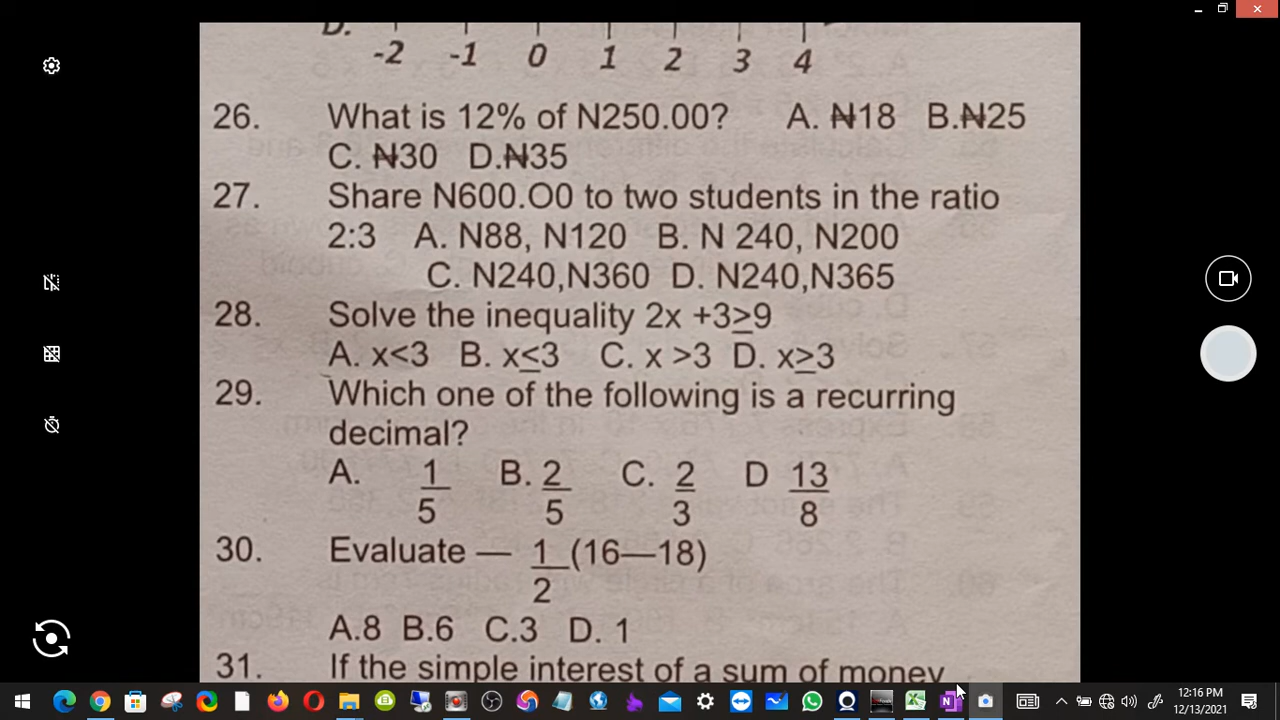 D.
-2 -1 0 1 2 3 4
26. What is 12% of N250.00? A. ₦18 B.₦25
C. ₦30 D.₦35
27. Share N600.O0 to two students in the ratio
2:3 A. N88, N120 B. N 240, N200
C. N240,N360 D. N240,N365
28. Solve the inequality 2x +3≥9
A. x<3 B. x≤3 C. x >3 D. x≥3
29. Which one of the following is a recurring
decimal?
A. 1/5 B. 2/5 C. 2/3 D 13/8
30. Evaluate — 1/2 (16—18)
A.8 B.6 C.3 D. 1
31. If the simple interest of a sum of money
12:16 PM
12/13/2021